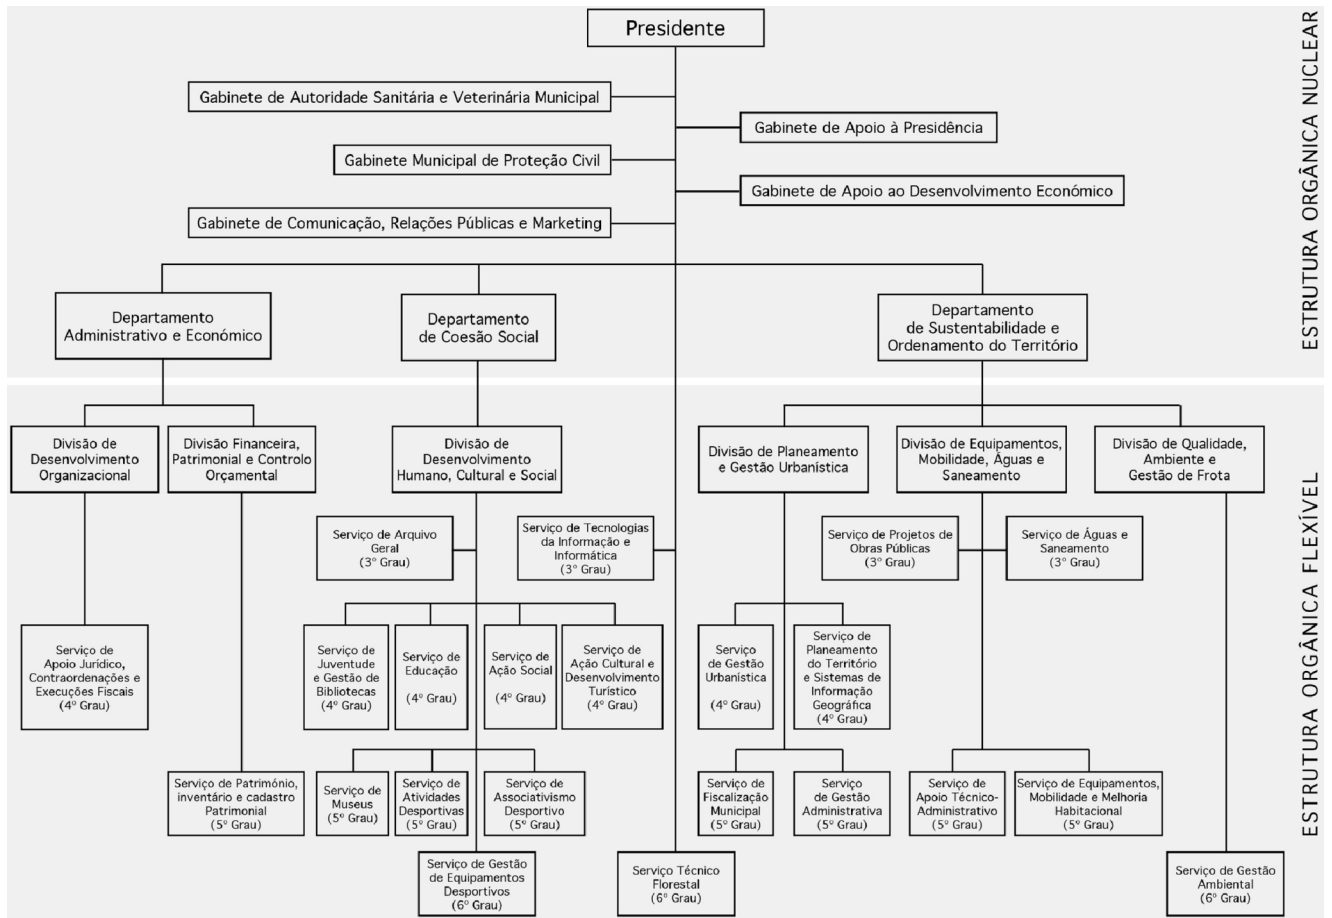 Presidente
Gabinete de Autoridade Sanitária e Veterinária Municipal
Gabinete de Apoio à Presidência
Gabinete Municipal de Proteção Civil
Gabinete de Apoio ao Desenvolvimento Económico
Gabinete de Comunicação, Relações Públicas e Marketing
ESTRUTURA ORGÂNICA NUCLEAR
Departamento
Administrativo e Económico
Departamento
de Coesão Social
Departamento
de Sustentabilidade e
Ordenamento do Território
Divisão de
Desenvolvimento
Organizacional
Divisão Financeira,
Patrimonial e Controlo
Orçamental
Divisão de
Desenvolvimento
Humano, Cultural e Social
Divisão de Planeamento
e Gestão Urbanística
Divisão de Equipamentos,
Mobilidade, Águas e
Saneamento
Divisão de Qualidade,
Ambiente e
Gestão de Frota
ESTRUTURA ORGÂNICA FLEXÍVEL
Serviço de Arquivo
Geral
(3º Grau)
Serviço de Tecnologias
da Informação e
Informática
(3º Grau)
Serviço de Projetos de
Obras Públicas
(3º Grau)
Serviço de Águas e
Saneamento
(3º Grau)
Serviço de
Apoio Jurídico,
Contraordenações e
Execuções Fiscais
(4º Grau)
Serviço de
Juventude
e Gestão de
Bibliotecas
(4º Grau)
Serviço de
Educação
(4º Grau)
Serviço de
Ação Social
(4º Grau)
Serviço de
Ação Cultural e
Desenvolvimento
Turístico
(4º Grau)
Serviço
de Gestão
Urbanística
(4º Grau)
Serviço de
Planeamento
do Território
e Sistemas de
Informação
Geográfica
(4º Grau)
Serviço de Património,
inventário e cadastro
Patrimonial
(5º Grau)
Serviço de
Museus
(5º Grau)
Serviço de
Atividades
Desportivas
(5º Grau)
Serviço de
Associativismo
Desportivo
(5º Grau)
Serviço de
Fiscalização
Municipal
(5º Grau)
Serviço
de Gestão
Administrativa
(5º Grau)
Serviço de
Apoio Técnico-
Administrativo
(5º Grau)
Serviço de Equipamentos,
Mobilidade e Melhoria
Habitacional
(5º Grau)
Serviço de Gestão
de Equipamentos
Desportivos
(6º Grau)
Serviço Técnico
Florestal
(6º Grau)
Serviço de Gestão
Ambiental
(6º Grau)